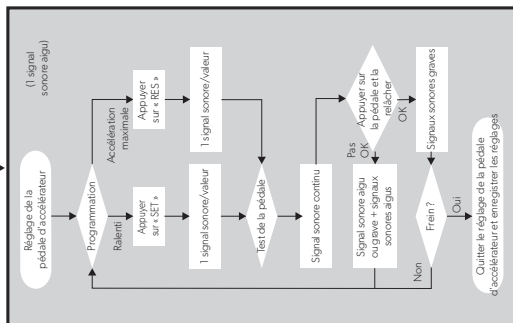 (1 signal
sonore aigu)
Réglage de la
pédale d'accélérateur
Programmation
Ralenti
Accélération
maximale
Appuyer
sur « SET »
Appuyer
sur « RES »
1 signal sonore/valeur
1 signal sonore/valeur
Test de la pédale
Signal sonore continu
Appuyer sur
la pédale et la
relâcher
Pas
OK
OK
Signal sonore aigu
ou grave + signaux
sonores aigus
Signaux sonores graves
Frein ?
Non
Oui
Quitter le réglage de la pédale
d'accélérateur et enregistrer les réglages